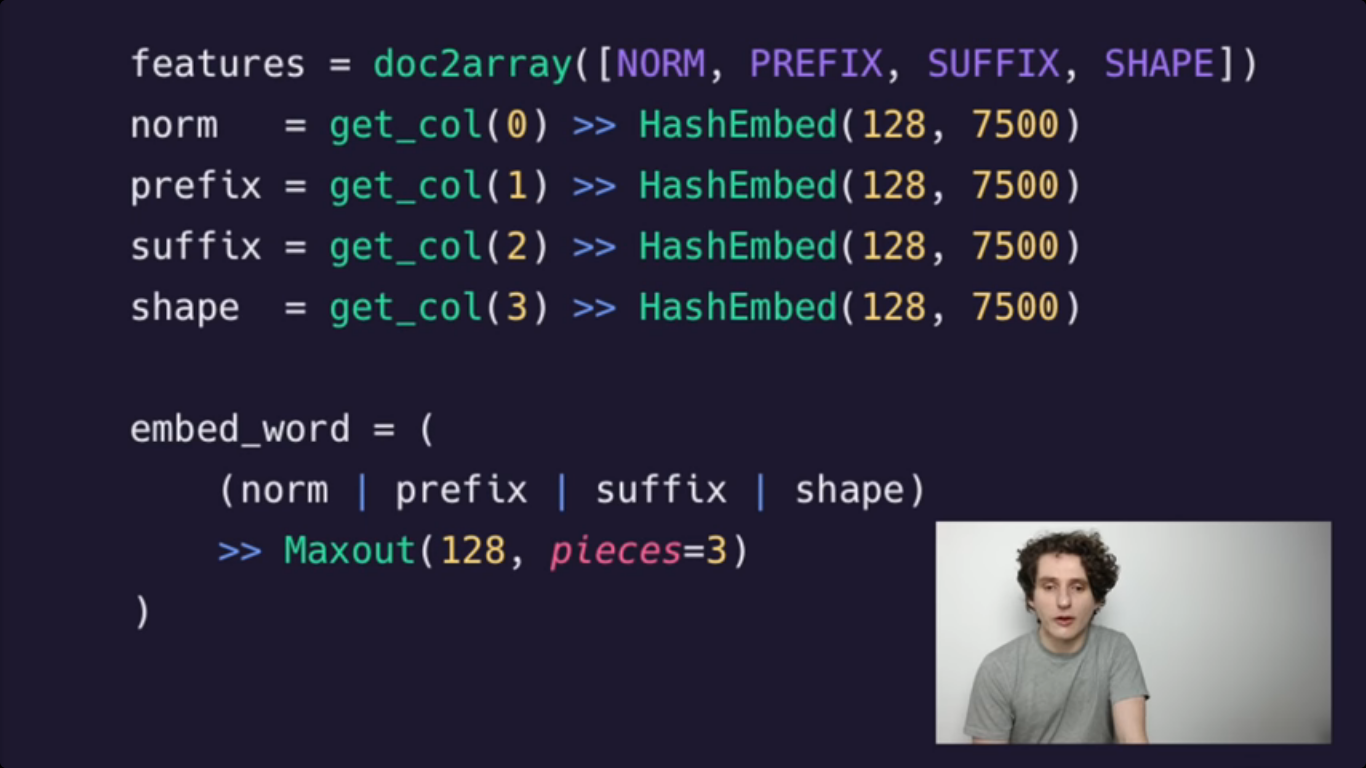 features = doc2array([NORM, PREFIX, SUFFIX, SHAPE])
norm   = get_col(0) >> HashEmbed(128, 7500)
prefix = get_col(1) >> HashEmbed(128, 7500)
suffix = get_col(2) >> HashEmbed(128, 7500)
shape  = get_col(3) >> HashEmbed(128, 7500)
embed_word = (
    (norm | prefix | suffix | shape)
    >> Maxout(128, pieces=3)
)